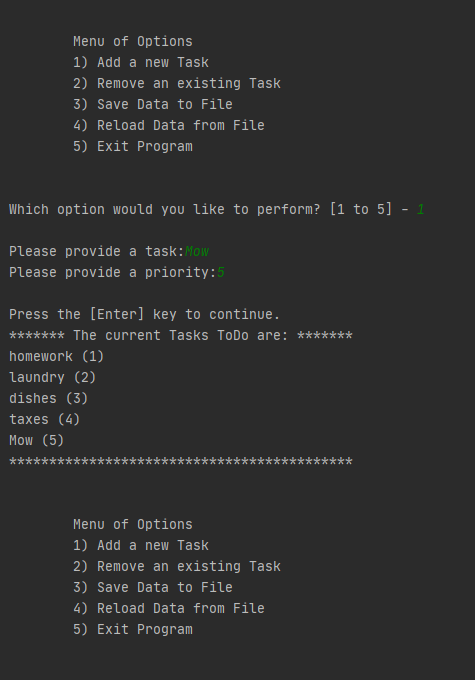 Menu of Options
1) Add a new Task
2) Remove an existing Task
3) Save Data to File
4) Reload Data from File
5) Exit Program
Which option would you like to perform? [1 to 5] - 1
Please provide a task:Mow
Please provide a priority:5
Press the [Enter] key to continue.
******* The current Tasks ToDo are: *******
homework (1)
laundry (2)
dishes (3)
taxes (4)
Mow (5)
*******************************************
Menu of Options
1) Add a new Task
2) Remove an existing Task
3) Save Data to File
4) Reload Data from File
5) Exit Program